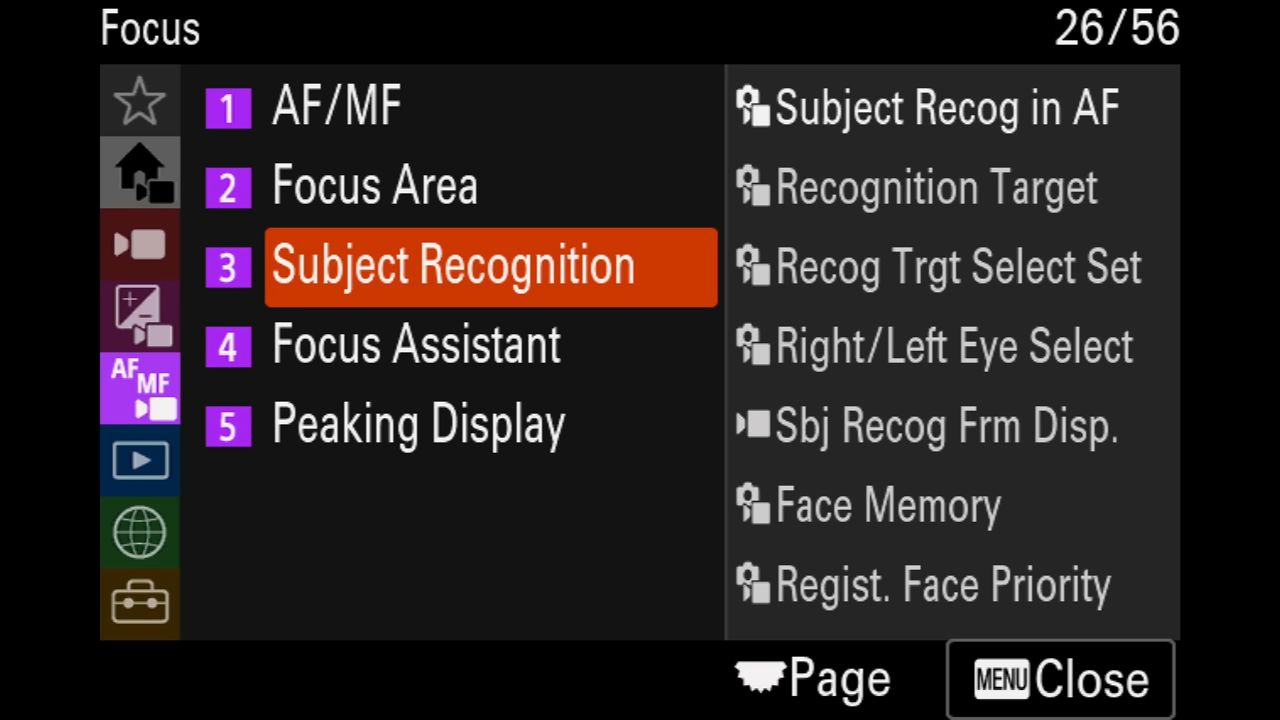 Focus
26/56
1 AF/MF
2 Focus Area
3 Subject Recognition
4 Focus Assistant
5 Peaking Display
AF MF
Subject Recog in AF
Recognition Target
Recog Trgt Select Set
Right/Left Eye Select
Sbj Recog Frm Disp.
Face Memory
Regist. Face Priority
Page
MENU Close